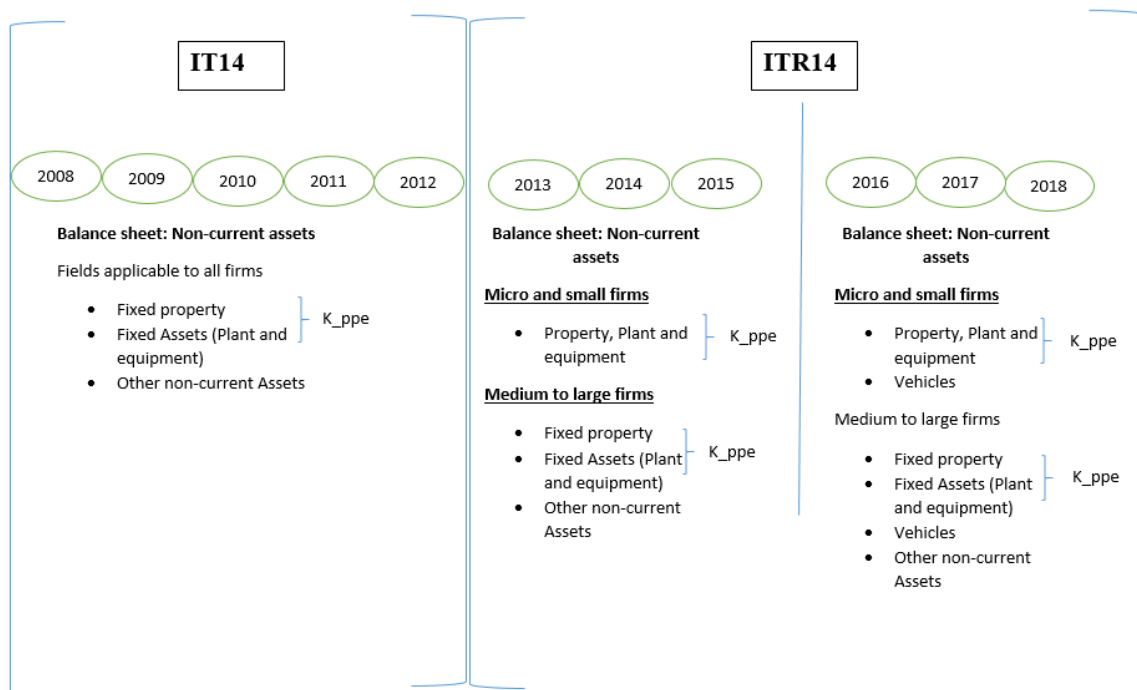 IT14
2008
2009
2010
2011
2012
Balance sheet: Non-current assets
Fields applicable to all firms
• Fixed property
• Fixed Assets (Plant and
equipment)
• Other non-current Assets
K_ppe
ITR14
2013
2014
2015
Balance sheet: Non-current
assets
Micro and small firms
• Property, Plant and
equipment
K_ppe
Medium to large firms
• Fixed property
• Fixed Assets (Plant
and equipment)
• Other non-current
Assets
K_ppe
2016
2017
2018
Balance sheet: Non-current
assets
Micro and small firms
• Property, Plant and
equipment
• Vehicles
K_ppe
Medium to large firms
• Fixed property
• Fixed Assets (Plant
and equipment)
• Vehicles
• Other non-current
Assets
K_ppe